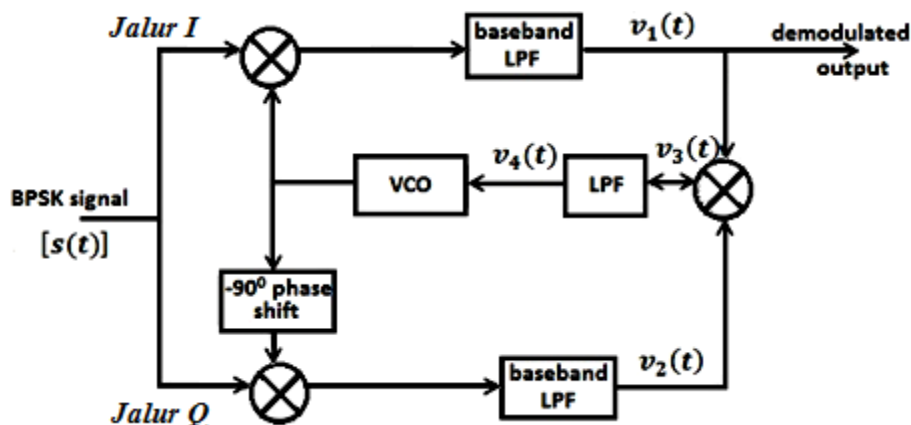 Jalur I
baseband
LPF
v₁(t)
demodulated
output
BPSK signal
[s(t)]
VCO
v₄(t)
LPF
v₃(t)
-90⁰ phase
shift
baseband
LPF
v₂(t)
Jalur Q